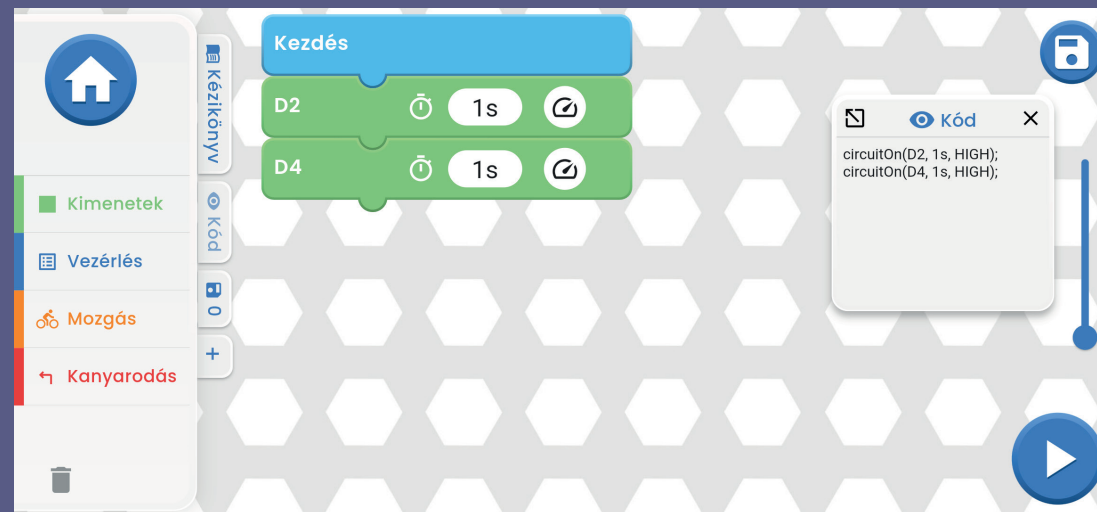 Kezdés
D2 1s
D4 1s
Kimenetek
Vezérlés
Mozgás
Kanyarodás
Kézikönyv
Kód
0
+
Kód
circuitOn(D2, 1s, HIGH);
circuitOn(D4, 1s, HIGH);